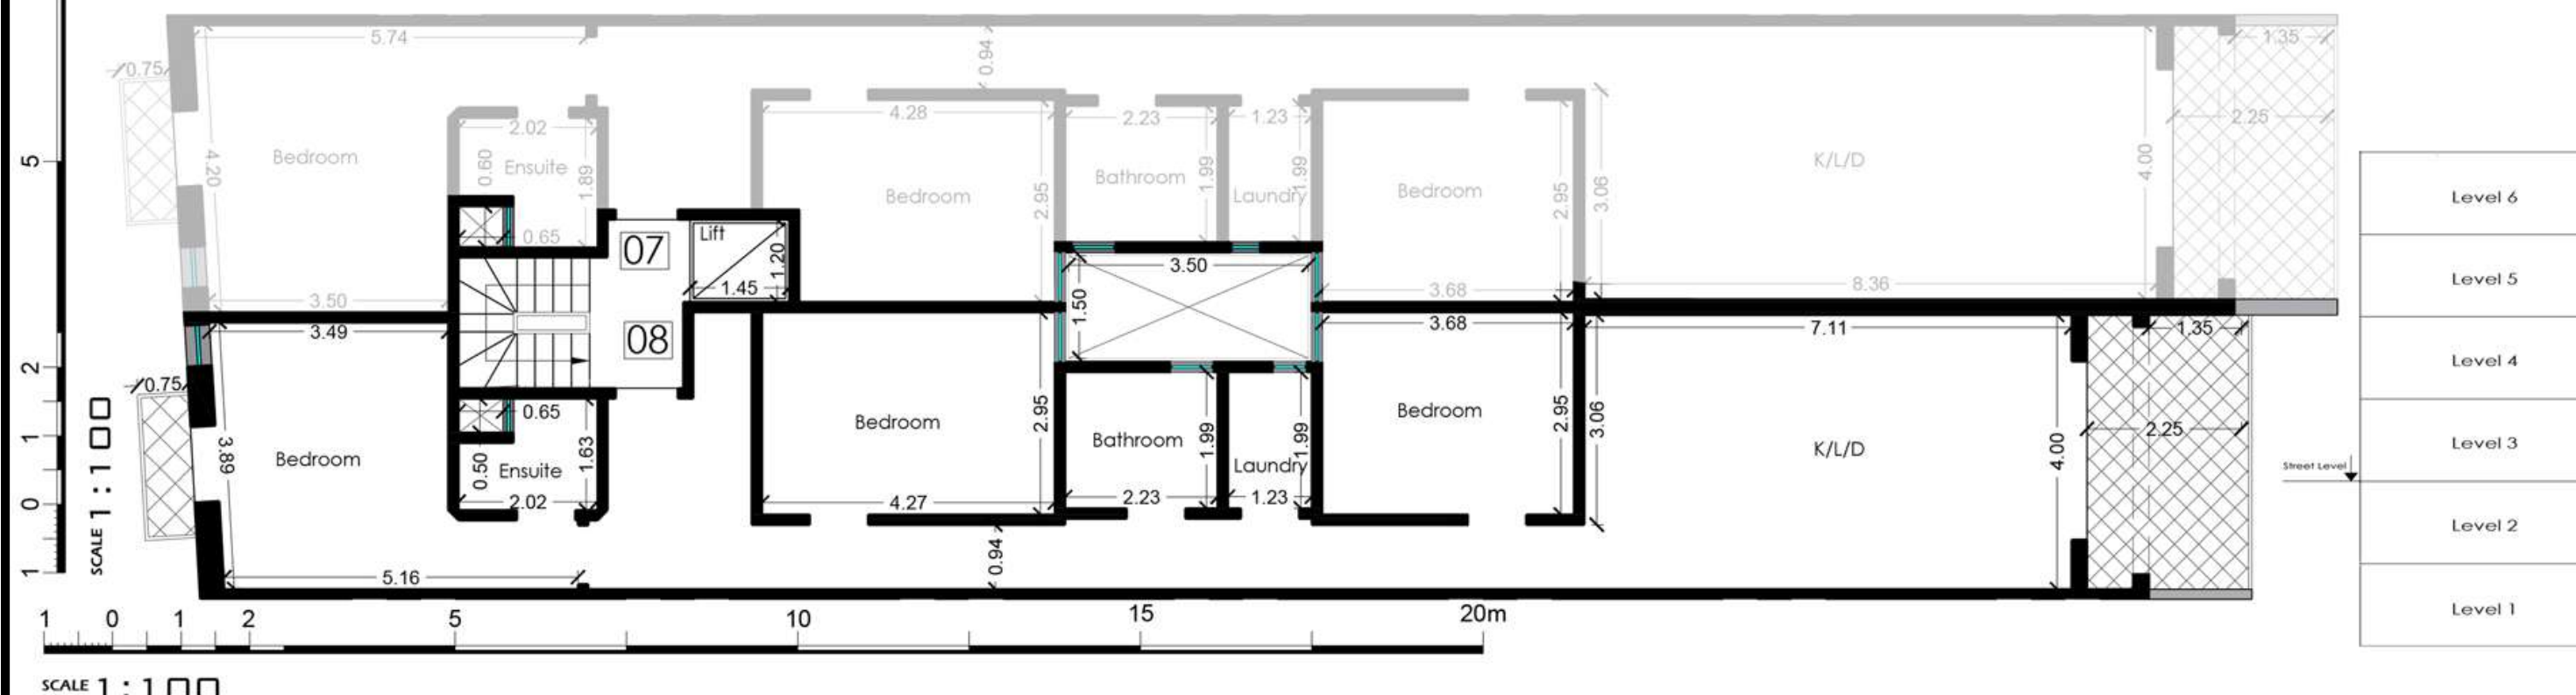 5.74
0.94
1.35
0.75
4.28
2.02
2.23
1.23
2.25
5
4.20
Bedroom
0.60
Ensuite
1.89
Bedroom
2.95
Bathroom
1.99
Laundry
1.99
Bedroom
2.95
3.06
K/L/D
4.00
Level 6
0.65
07
Lift
1.20
1.45
3.50
3.50
3.68
8.36
Level 5
3.49
08
1.50
3.68
7.11
1.35
2
0.75
Level 4
0.65
1
3.89
Bedroom
0.50
Ensuite
1.63
2.02
Bedroom
2.95
4.27
Bathroom
1.99
2.23
Laundry
1.99
1.23
Bedroom
2.95
3.06
K/L/D
4.00
2.25
Level 3
Street Level
0
SCALE 1:100
Level 2
1
5.16
0.94
Level 1
1 0 1 2 5 10 15 20m
SCALE 1:100